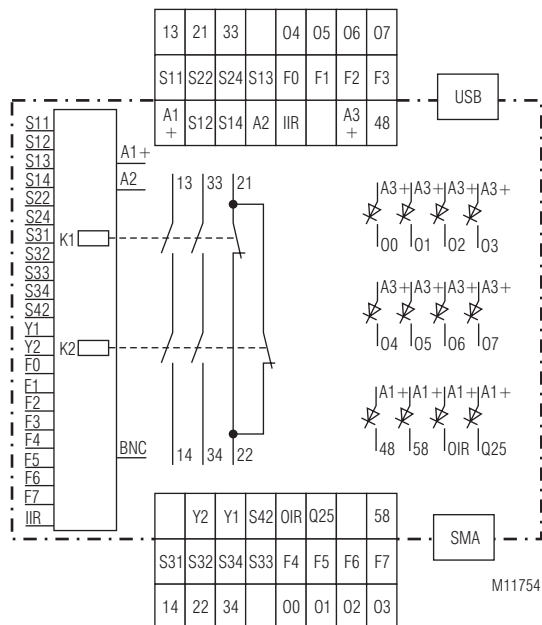 13 21 33 04 05 06 07
S11 S22 S24 S13 F0 F1 F2 F3
A1+ S12 S14 A2 IIR A3+ 48
USB
S11
S12
S13
S14
S22
S24
S31
S32
S33
S34
S42
Y1
Y2
F0
F1
F2
F3
F4
F5
F6
F7
IIR
A1+
A2
K1
K2
BNC
13 33 21
14 34 22
A3+ A3+ A3+ A3+
00 01 02 03
A3+ A3+ A3+ A3+
04 05 06 07
A1+ A1+ A1+ A1+
48 58 OIR Q25
Y2 Y1 S42 OIR Q25 58
S31 S32 S34 S33 F4 F5 F6 F7
14 22 34 00 01 02 03
SMA
M11754